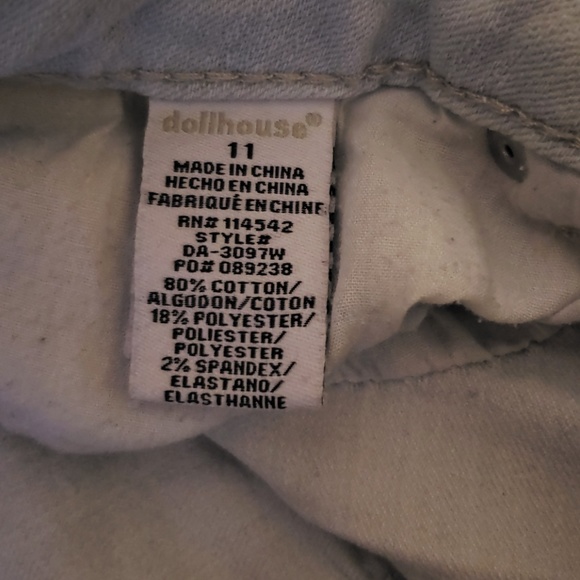 dollhouse®
11
MADE IN CHINA
HECHO EN CHINA
FABRIQUÉ EN CHINE
RN# 114542
STYLE#
DA-3097W
PO# 089238
80% COTTON/
ALGODON/COTON
18% POLYESTER/
POLIESTER/
POLYESTER
2% SPANDEX/
ELASTANO/
ELASTHANNE